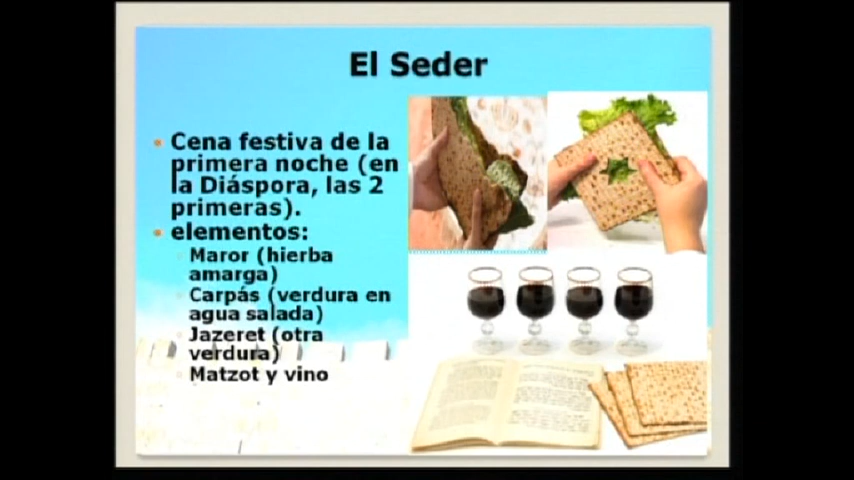 El Seder
Cena festiva de la
primera noche (en
la Diáspora, las 2
primeras).
elementos:
Maror (hierba
amarga)
Carpás (verdura en
agua salada)
Jazeret (otra
verdura)
Matzot y vino